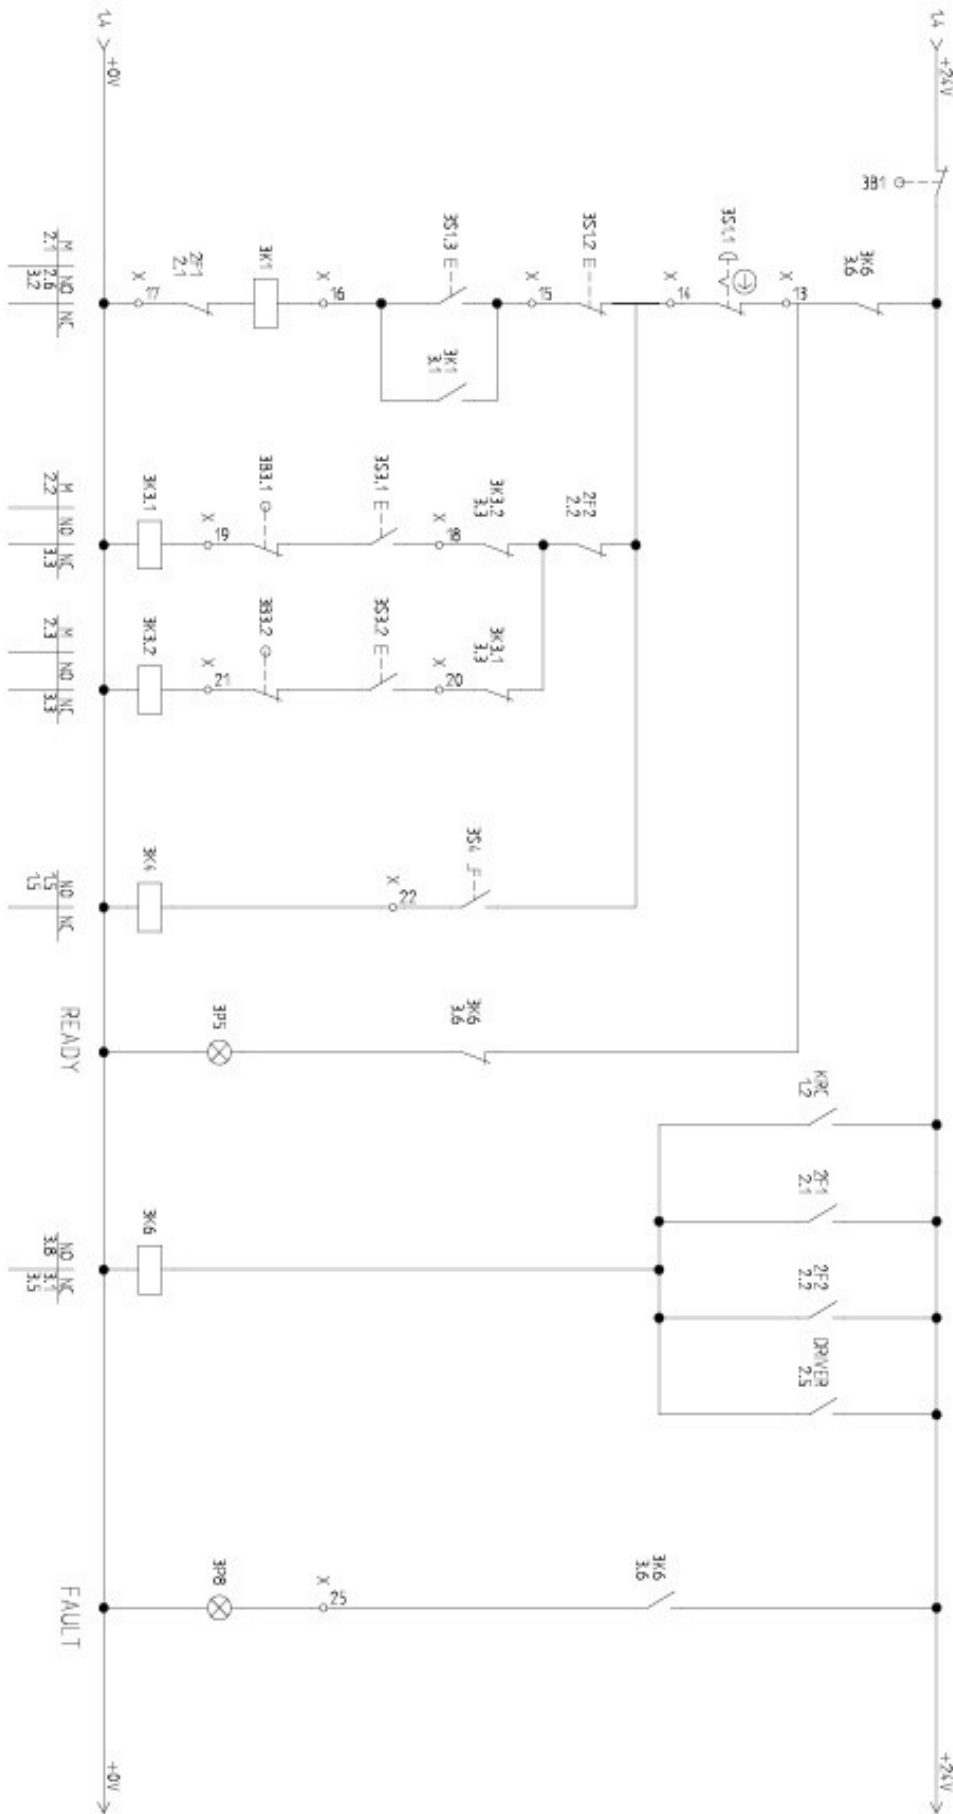 1.4
+24V
3B1
3K6
3.6
X
13
3S1.1
X
14
3S1.2
X
15
3S1.3
3K1
3.1
X
16
3K1
2F1
2.1
X
17
2F2
2.2
3K3.2
3.3
X
18
3S3.1
3B3.1
X
19
3K3.1
3K3.1
3.3
X
20
3S3.2
3B3.2
X
21
3K3.2
3S4
X
22
3K4
3K6
3.6
3P5
KRC
1.2
2F1
2.1
2F2
2.2
DRIVER
2.5
3K6
3K6
3.6
X
25
3P8
+24V
1.4
+0V
+0V
M NO NC
2.1 2.6
3.2
M NO NC
2.2 3.3
M NO NC
2.3 3.3
NO NC
1.5
1.5
READY
NO NC
3.8 3.1
3.5
FAULT